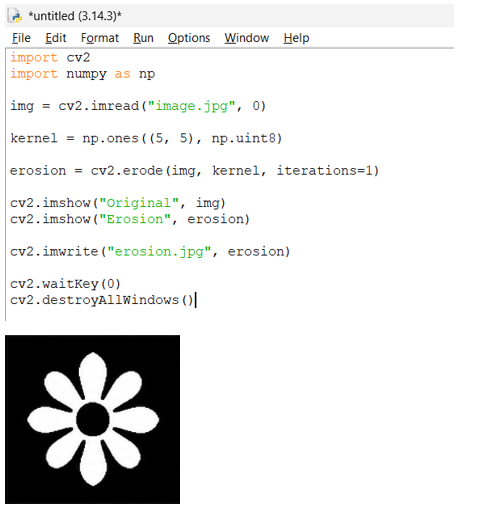 *untitled (3.14.3)*
File Edit Format Run Options Window Help
import cv2
import numpy as np
img = cv2.imread("image.jpg", 0)
kernel = np.ones((5, 5), np.uint8)
erosion = cv2.erode(img, kernel, iterations=1)
cv2.imshow("Original", img)
cv2.imshow("Erosion", erosion)
cv2.imwrite("erosion.jpg", erosion)
cv2.waitKey(0)
cv2.destroyAllWindows()